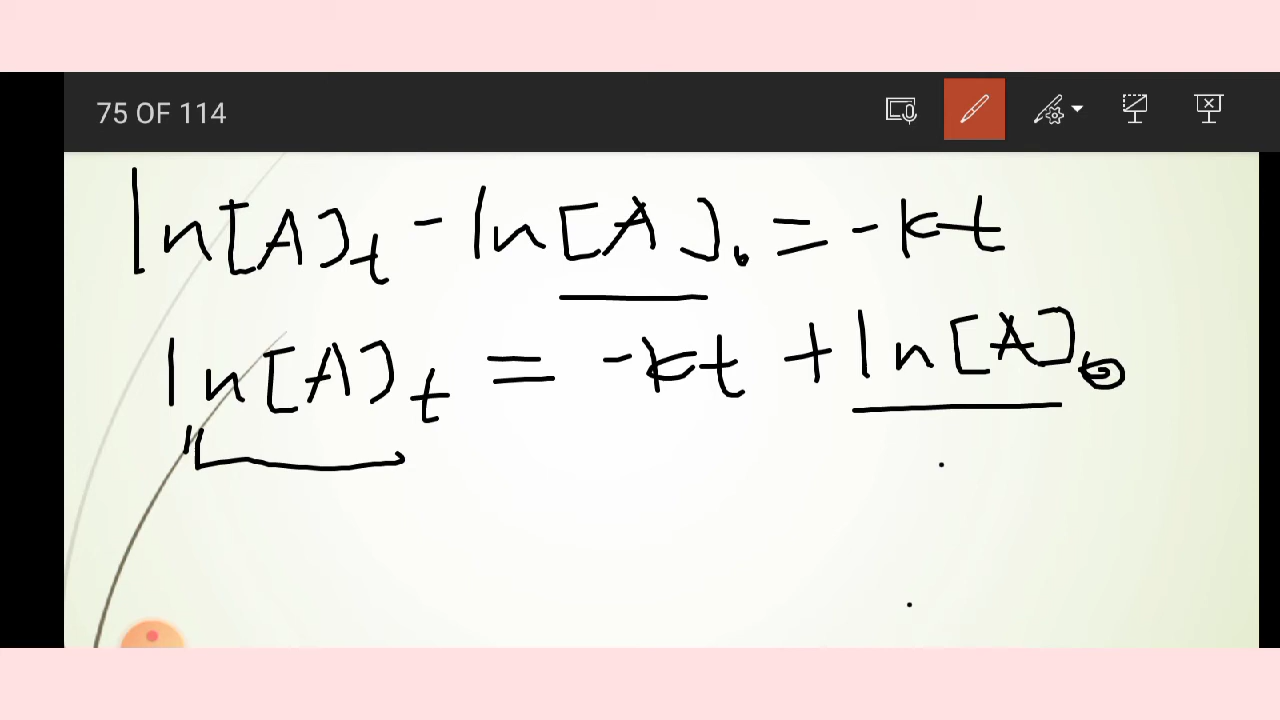 75 OF 114
ln[A]t - ln[A]₀ = -kt
ln[A]t = -kt + ln[A]₀